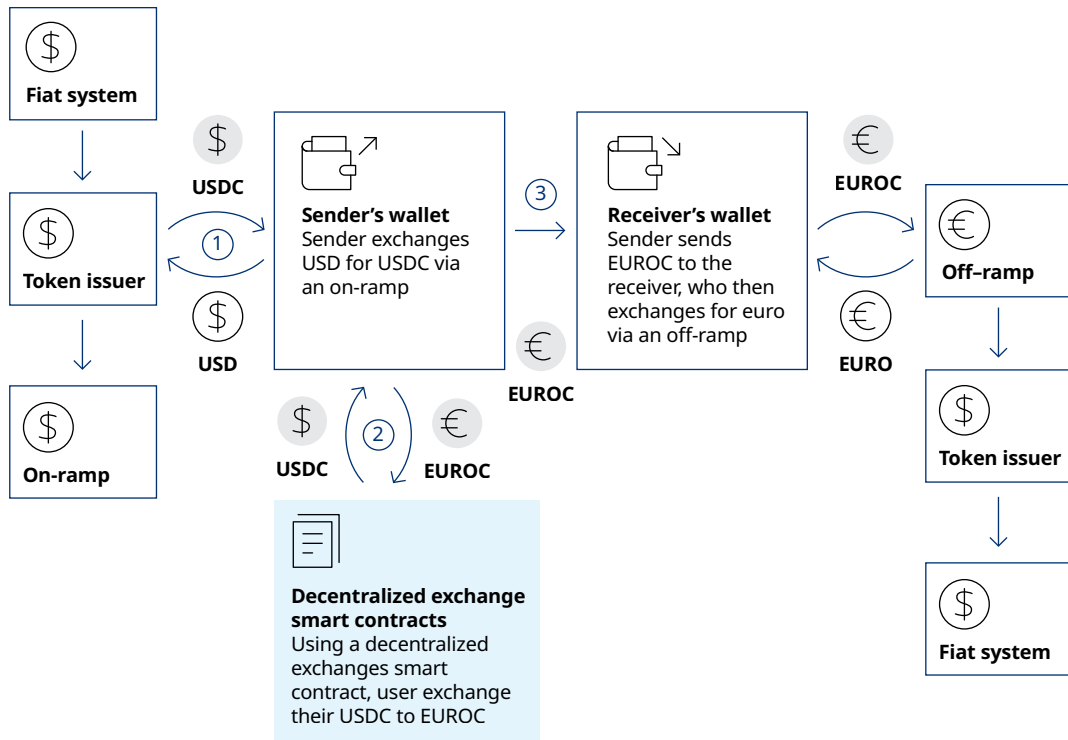 $
Fiat system
$
Token issuer
$
On-ramp
$
USDC
1
$
USD
Sender’s wallet
Sender exchanges
USD for USDC via
an on-ramp
$
USDC
2
€
EUROC
Decentralized exchange
smart contracts
Using a decentralized
exchanges smart
contract, user exchange
their USDC to EUROC
3
€
EUROC
Receiver’s wallet
Sender sends
EUROC to the
receiver, who then
exchanges for euro
via an off-ramp
€
EUROC
€
EURO
€
Off–ramp
$
Token issuer
$
Fiat system